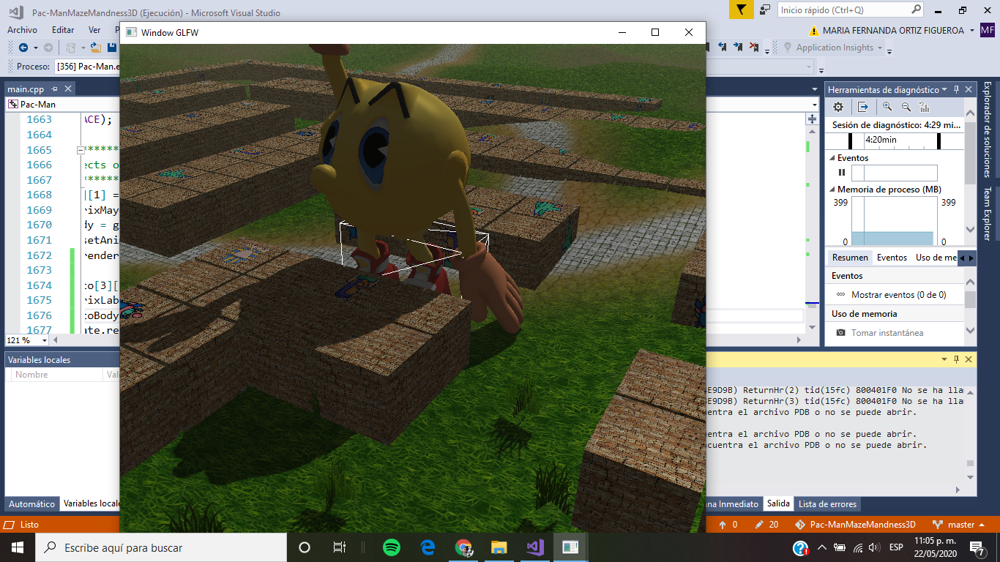 Pac-ManMazeMandness3D (Ejecución) - Microsoft Visual Studio
Inicio rápido (Ctrl+Q)
Archivo Editar Ver
MARIA FERNANDA ORTIZ FIGUEROA MF
Application Insights
Proceso: [356] Pac-Man.e
Window GLFW
main.cpp
Pac-Man
1663 ACE);
1664
1665 *******
1666 ects o
1667 *******
1668 [1] =
1669 rixMay
1670 dy = g
1671 setAni
1672 render
1673
1674 to[3][
1675 rixLab
1676 toBody
1677 ate.re
121 %
Herramientas de diagnóstico
Sesión de diagnóstico: 4:29 mi...
4:20min
Eventos
Memoria de proceso (MB)
399 399
0 0
Resumen Eventos Uso de me
Eventos
Mostrar eventos (0 de 0)
Uso de memoria
Tomar instantánea
Explorador de soluciones
Team Explorer
Variables locales
Nombre Val
E9D9B) ReturnHr(2) tid(15fc) 800401F0 No se ha lla
E9D9B) ReturnHr(3) tid(15fc) 800401F0 No se ha lla
uentra el archivo PDB o no se puede abrir.
uentra el archivo PDB o no se puede abrir.
cuentra el archivo PDB o no se puede abrir.
Automático Variables locale
na Inmediato Salida Lista de errores
Listo
0 20 Pac-ManMazeMandness3D master
Escribe aquí para buscar
ESP
11:05 p. m.
22/05/2020
7